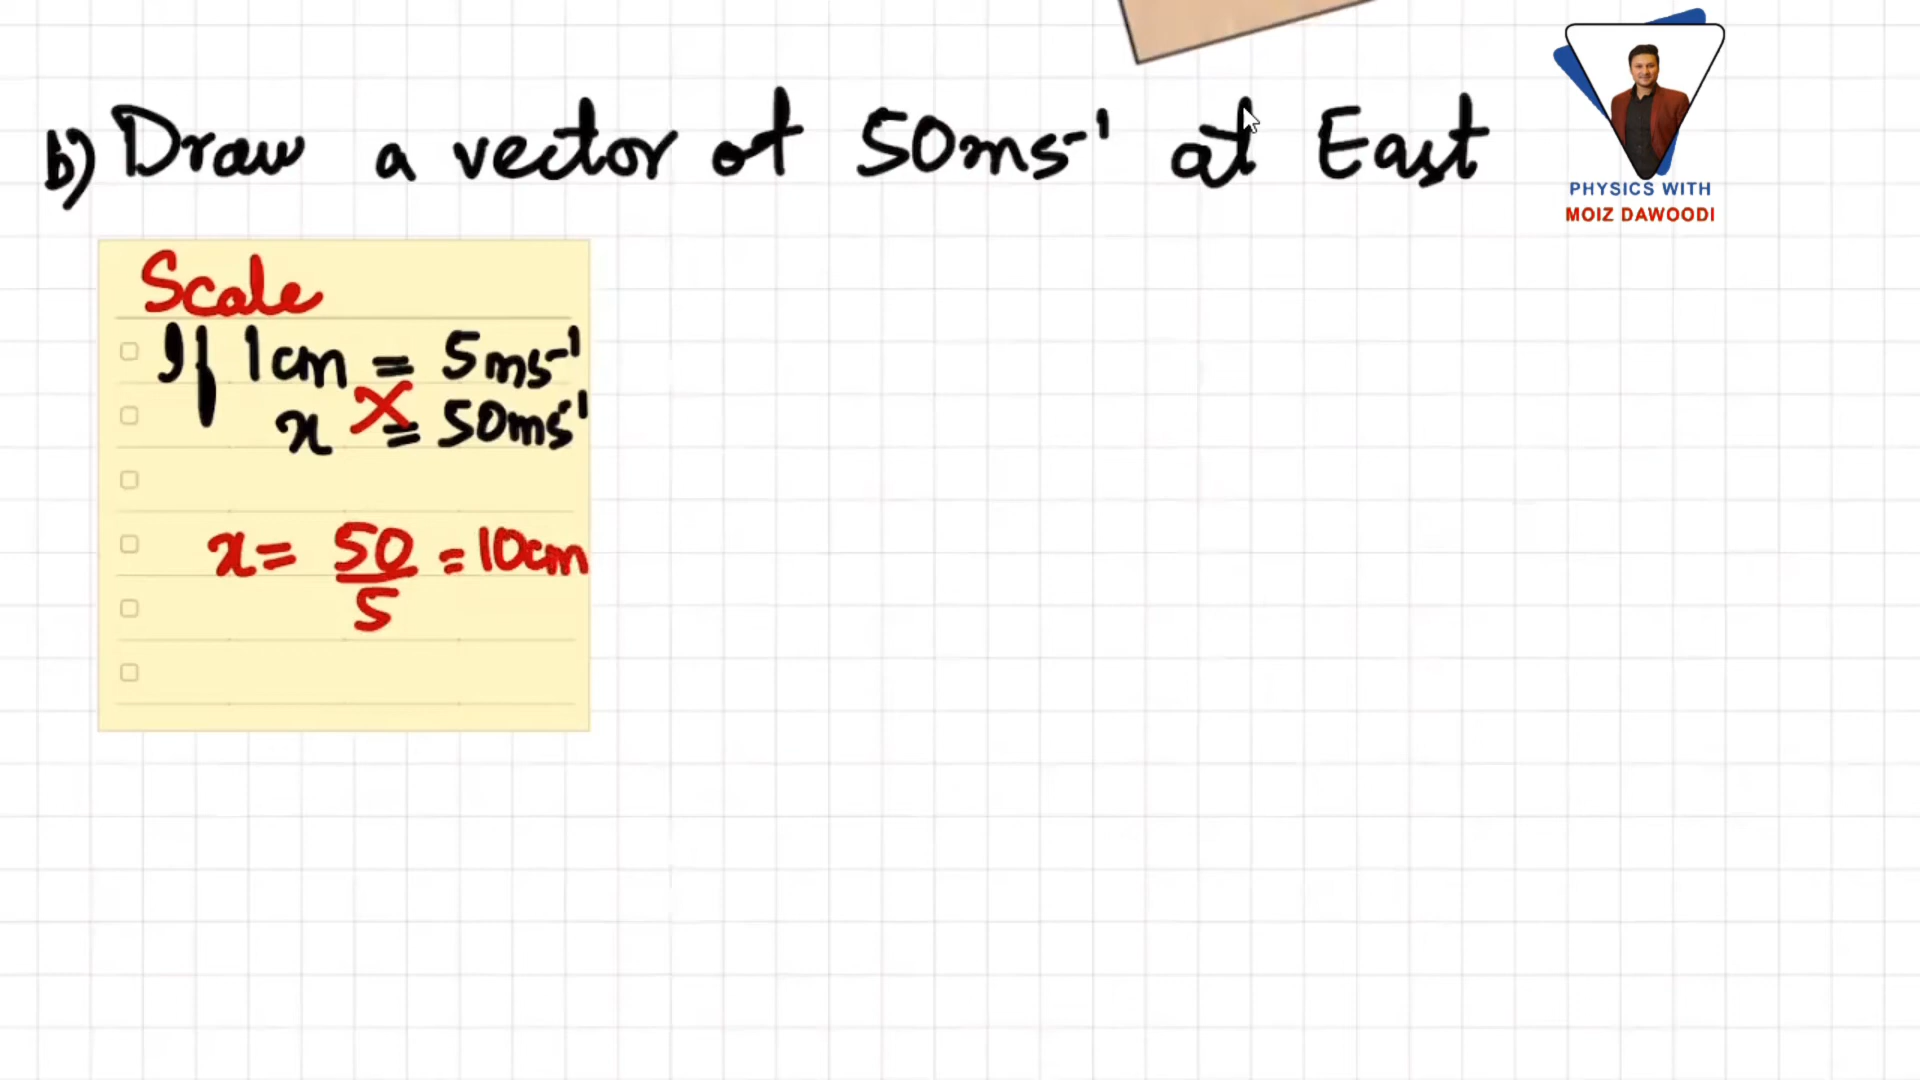 b) Draw a vector of 50ms⁻¹ at East
PHYSICS WITH
MOIZ DAWOODI
Scale
If 1cm = 5ms⁻¹
x = 50ms⁻¹
x = 50/5 = 10cm